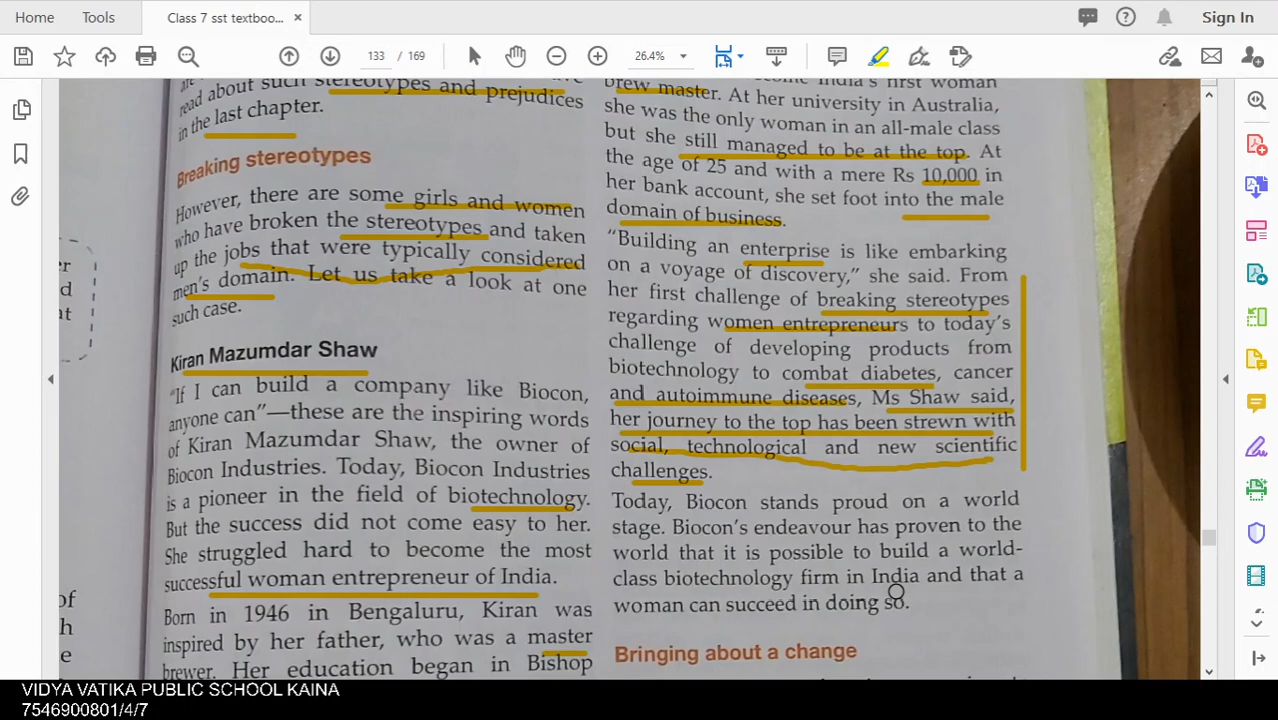 Home
Tools
Class 7 sst textboo...
Sign In
133 / 169
26.4%
read about such stereotypes and prejudices
in the last chapter.
Breaking stereotypes
However, there are some girls and women
who have broken the stereotypes and taken
up the jobs that were typically considered
men's domain. Let us take a look at one
such case.
Kiran Mazumdar Shaw
"If I can build a company like Biocon,
anyone can"—these are the inspiring words
of Kiran Mazumdar Shaw, the owner of
Biocon Industries. Today, Biocon Industries
is a pioneer in the field of biotechnology.
But the success did not come easy to her.
She struggled hard to become the most
successful woman entrepreneur of India.
Born in 1946 in Bengaluru, Kiran was
inspired by her father, who was a master
brewer. Her education began in Bishop
India's first woman
brew master. At her university in Australia,
she was the only woman in an all-male class
but she still managed to be at the top. At
the age of 25 and with a mere Rs 10,000 in
her bank account, she set foot into the male
domain of business.
"Building an enterprise is like embarking
on a voyage of discovery," she said. From
her first challenge of breaking stereotypes
regarding women entrepreneurs to today's
challenge of developing products from
biotechnology to combat diabetes, cancer
and autoimmune diseases, Ms Shaw said,
her journey to the top has been strewn with
social, technological and new scientific
challenges.
Today, Biocon stands proud on a world
stage. Biocon's endeavour has proven to the
world that it is possible to build a world-
class biotechnology firm in India and that a
woman can succeed in doing so.
Bringing about a change
er
d
at
of
h
e
VIDYA VATIKA PUBLIC SCHOOL KAINA
7546900801/4/7